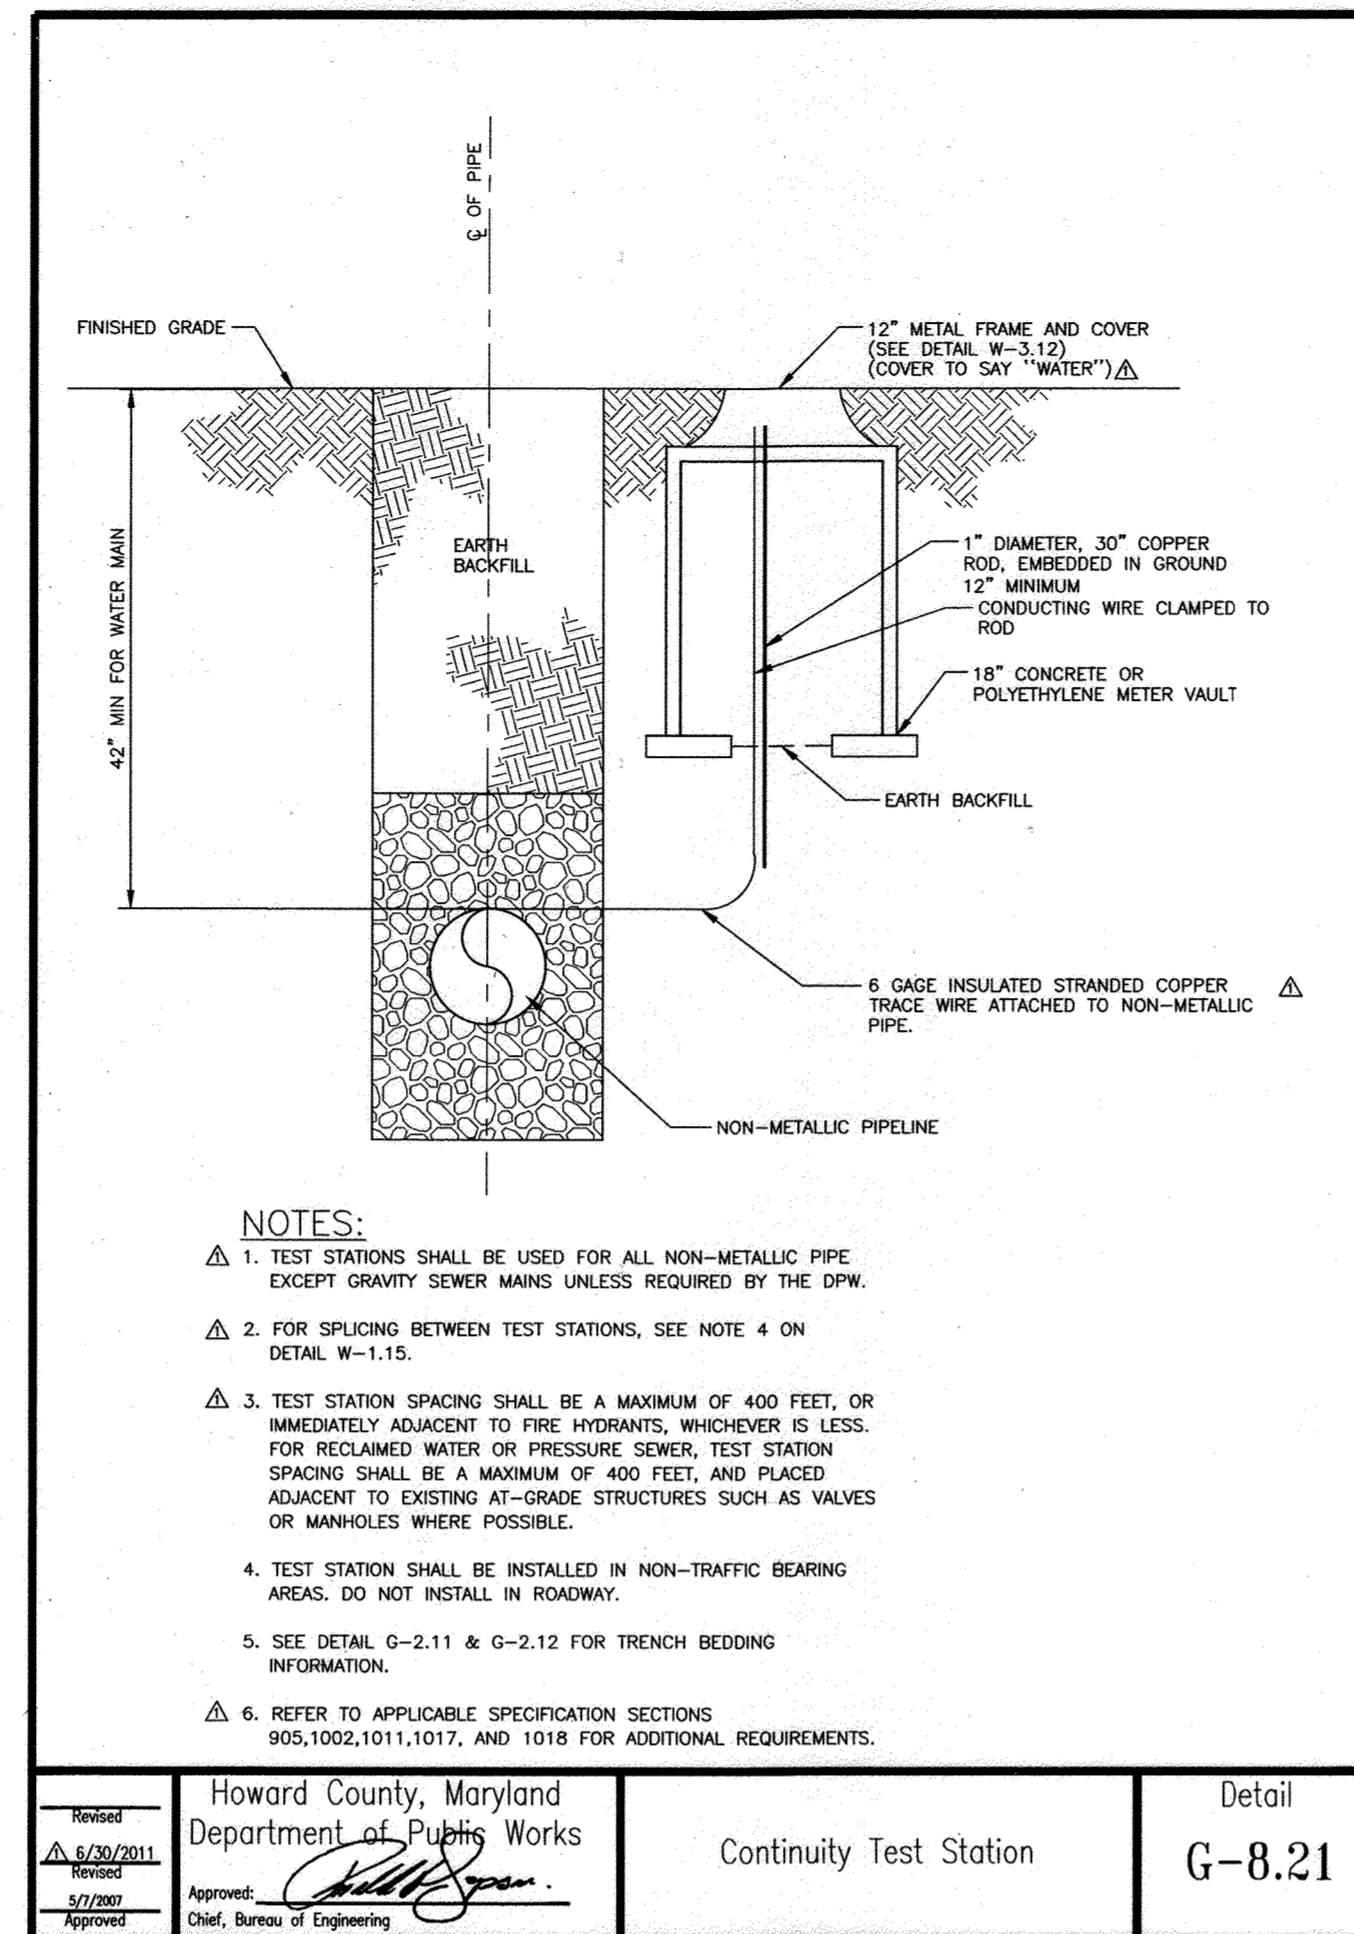 ℄ OF PIPE
FINISHED GRADE
12" METAL FRAME AND COVER
(SEE DETAIL W-3.12)
(COVER TO SAY "WATER") ⚠1
42" MIN FOR WATER MAIN
EARTH
BACKFILL
1" DIAMETER, 30" COPPER
ROD, EMBEDDED IN GROUND
12" MINIMUM
CONDUCTING WIRE CLAMPED TO
ROD
18" CONCRETE OR
POLYETHYLENE METER VAULT
EARTH BACKFILL
6 GAGE INSULATED STRANDED COPPER 1
TRACE WIRE ATTACHED TO NON-METALLIC
PIPE.
NON-METALLIC PIPELINE
NOTES:
1 1. TEST STATIONS SHALL BE USED FOR ALL NON-METALLIC PIPE
EXCEPT GRAVITY SEWER MAINS UNLESS REQUIRED BY THE DPW.
1 2. FOR SPLICING BETWEEN TEST STATIONS, SEE NOTE 4 ON
DETAIL W-1.15.
1 3. TEST STATION SPACING SHALL BE A MAXIMUM OF 400 FEET, OR
IMMEDIATELY ADJACENT TO FIRE HYDRANTS, WHICHEVER IS LESS.
FOR RECLAIMED WATER OR PRESSURE SEWER, TEST STATION
SPACING SHALL BE A MAXIMUM OF 400 FEET, AND PLACED
ADJACENT TO EXISTING AT-GRADE STRUCTURES SUCH AS VALVES
OR MANHOLES WHERE POSSIBLE.
4. TEST STATION SHALL BE INSTALLED IN NON-TRAFFIC BEARING
AREAS. DO NOT INSTALL IN ROADWAY.
5. SEE DETAIL G-2.11 & G-2.12 FOR TRENCH BEDDING
INFORMATION.
1 6. REFER TO APPLICABLE SPECIFICATION SECTIONS
905,1002,1011,1017, AND 1018 FOR ADDITIONAL REQUIREMENTS.
Revised
1 6/30/2011
Revised
5/7/2007
Approved
Howard County, Maryland
Department of Public Works
Approved:
Chief, Bureau of Engineering
Continuity Test Station
Detail
G-8.21